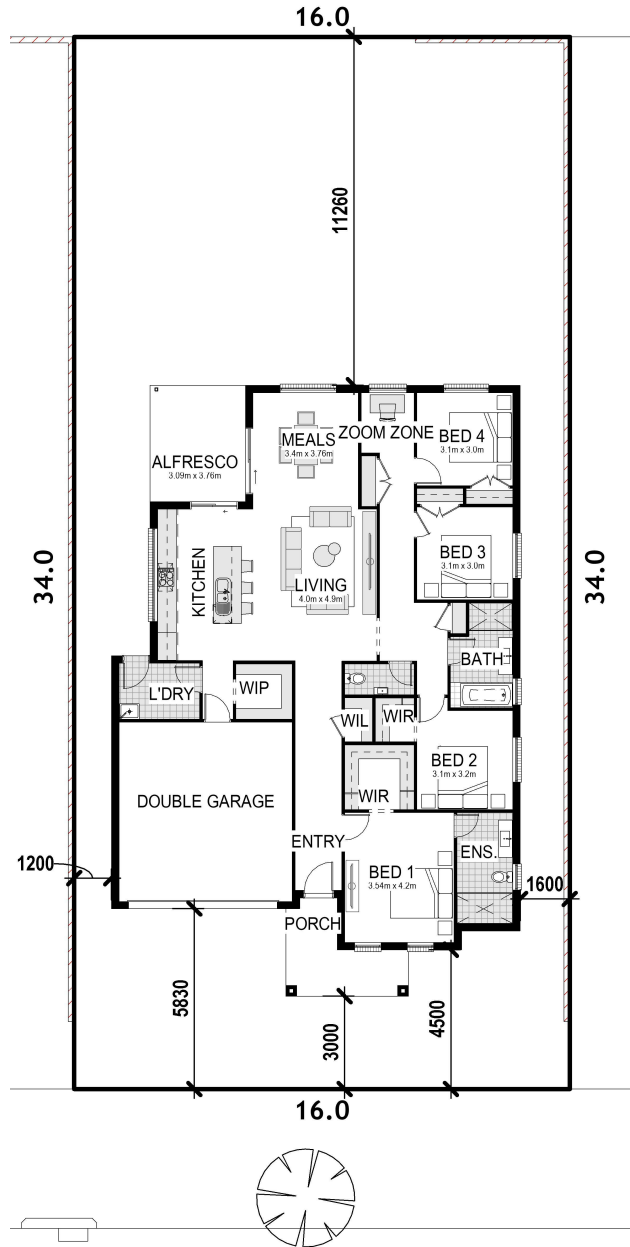 16.0
11260
34.0
34.0
MEALS
3.4m x 3.76m
ZOOM ZONE
BED 4
3.1m x 3.0m
ALFRESCO
3.09m x 3.76m
KITCHEN
LIVING
4.0m x 4.9m
BED 3
3.1m x 3.0m
BATH
L'DRY
WIP
WIL
WIR
BED 2
3.1m x 3.2m
WIR
DOUBLE GARAGE
ENTRY
ENS.
BED 1
3.54m x 4.2m
1200
1600
PORCH
5830
3000
4500
16.0